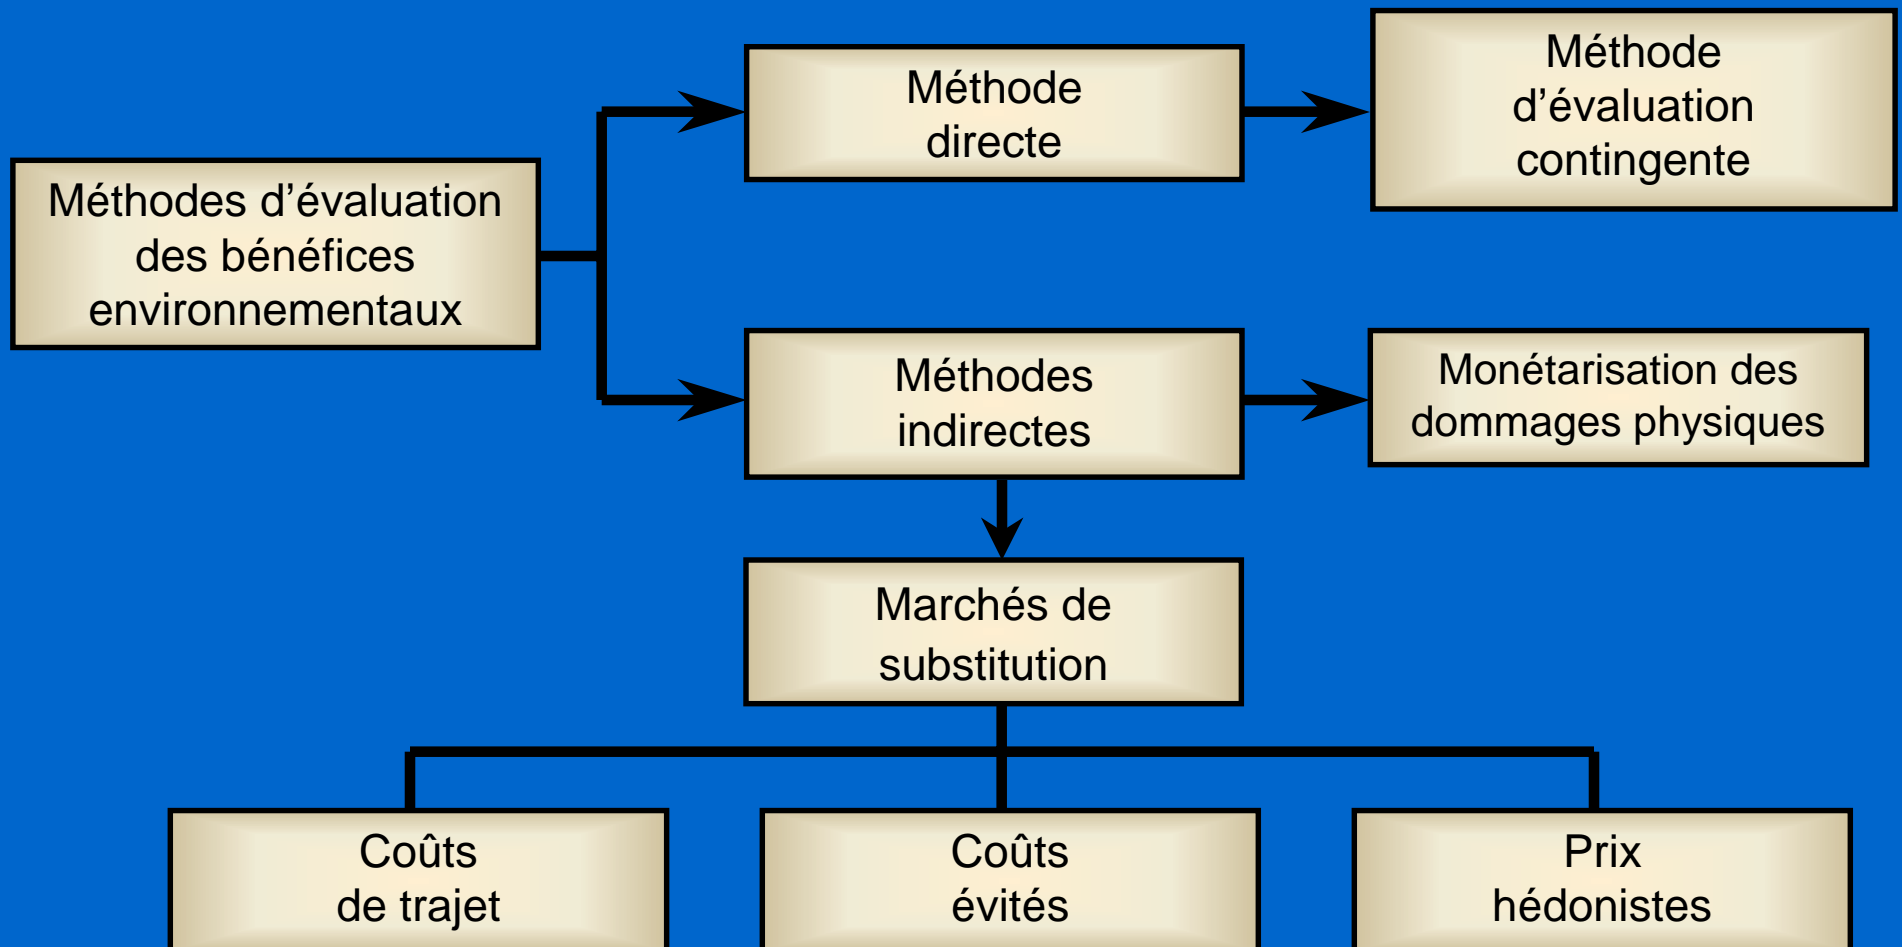 Méthodes d’évaluation
des bénéfices
environnementaux
Méthode
directe
Méthode
d’évaluation
contingente
Méthodes
indirectes
Monétarisation des
dommages physiques
Marchés de
substitution
Coûts
de trajet
Coûts
évités
Prix
hédonistes